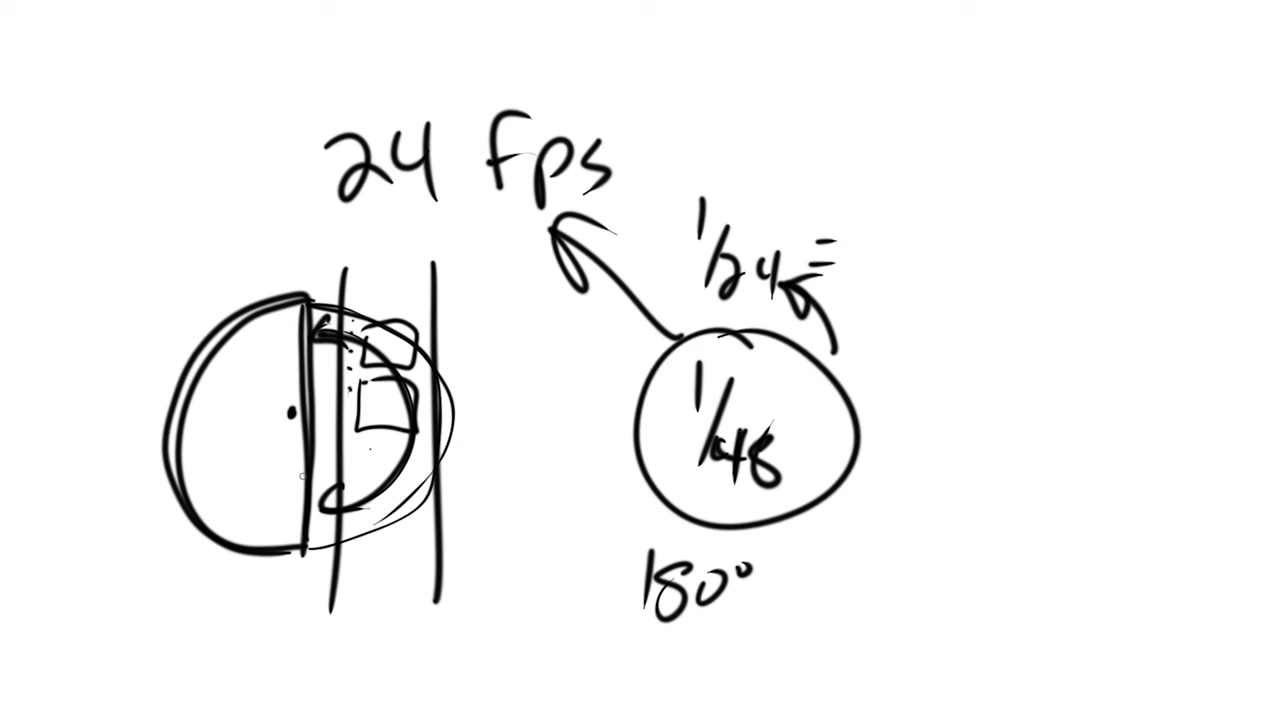 24 fps
1/24 =
1/48
180°